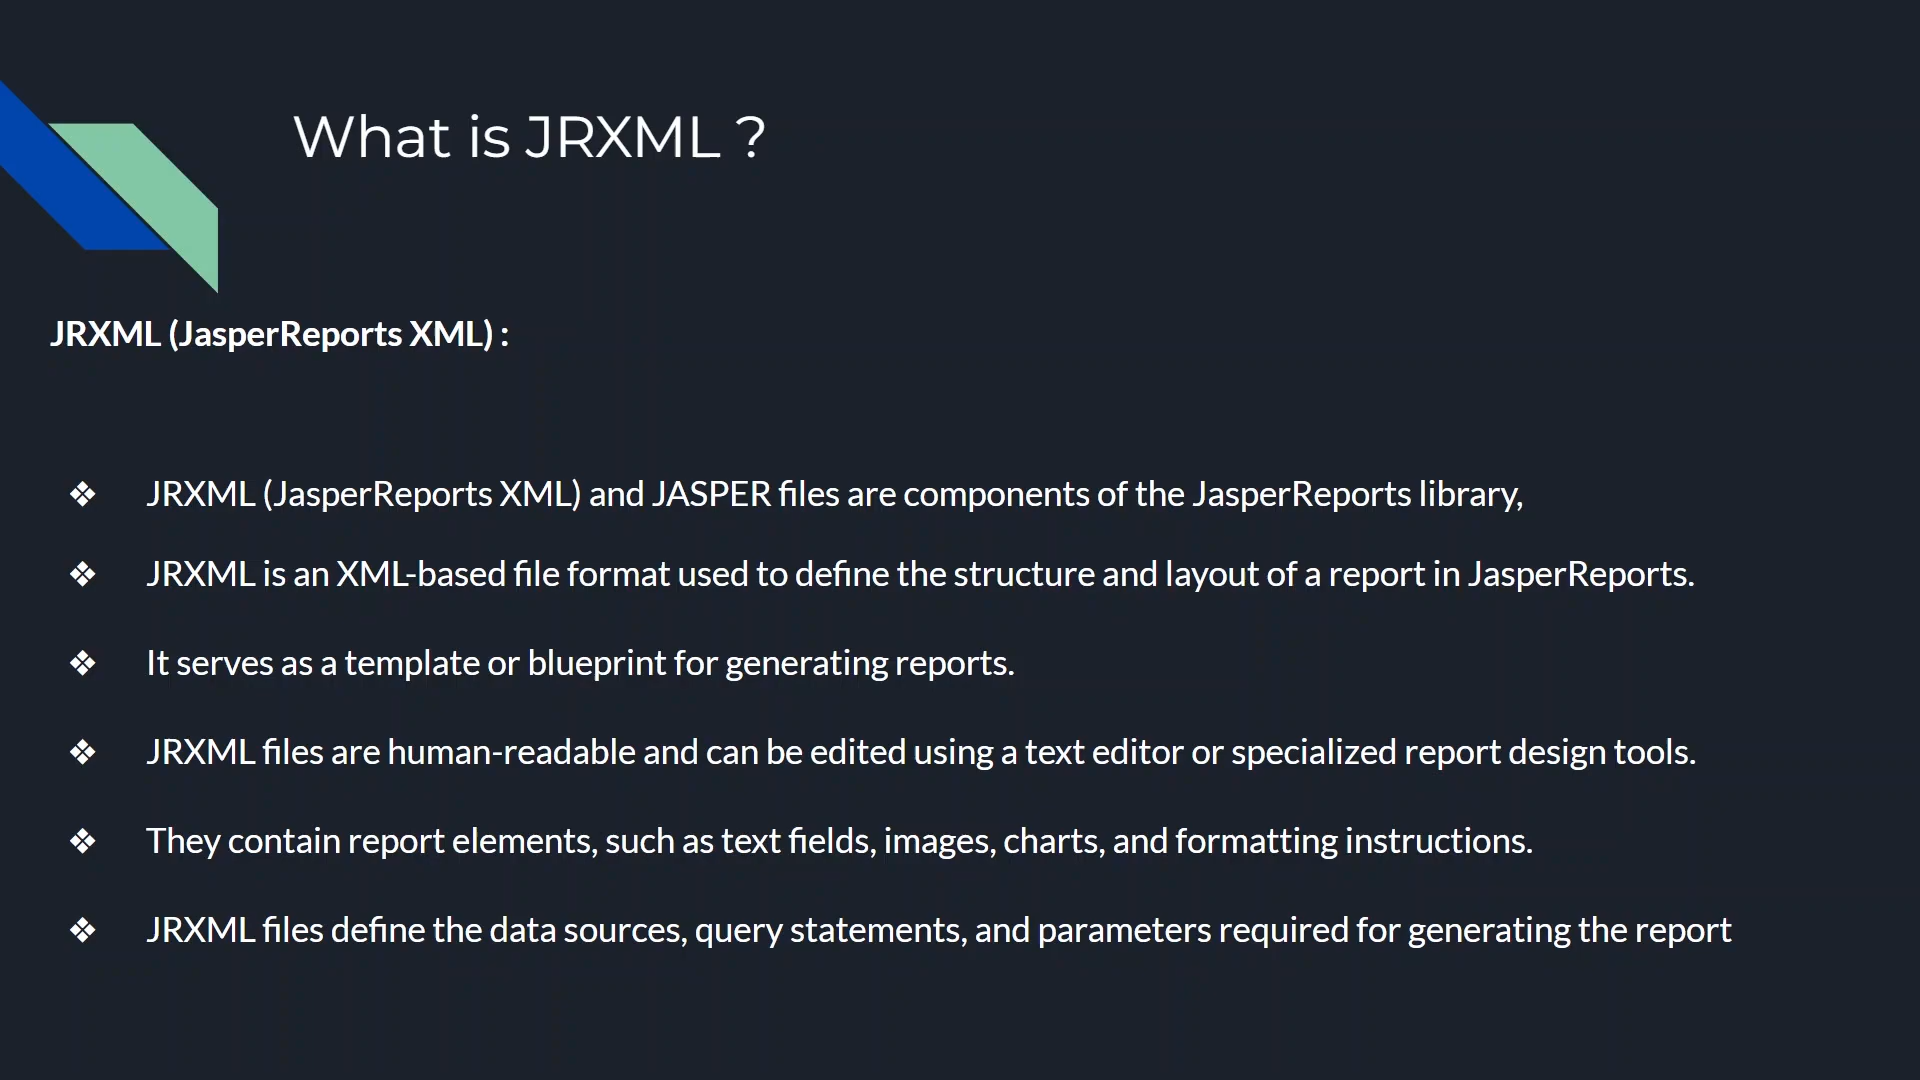 What is JRXML ?
JRXML (JasperReports XML) :
❖ JRXML (JasperReports XML) and JASPER files are components of the JasperReports library,
❖ JRXML is an XML-based file format used to define the structure and layout of a report in JasperReports.
❖ It serves as a template or blueprint for generating reports.
❖ JRXML files are human-readable and can be edited using a text editor or specialized report design tools.
❖ They contain report elements, such as text fields, images, charts, and formatting instructions.
❖ JRXML files define the data sources, query statements, and parameters required for generating the report